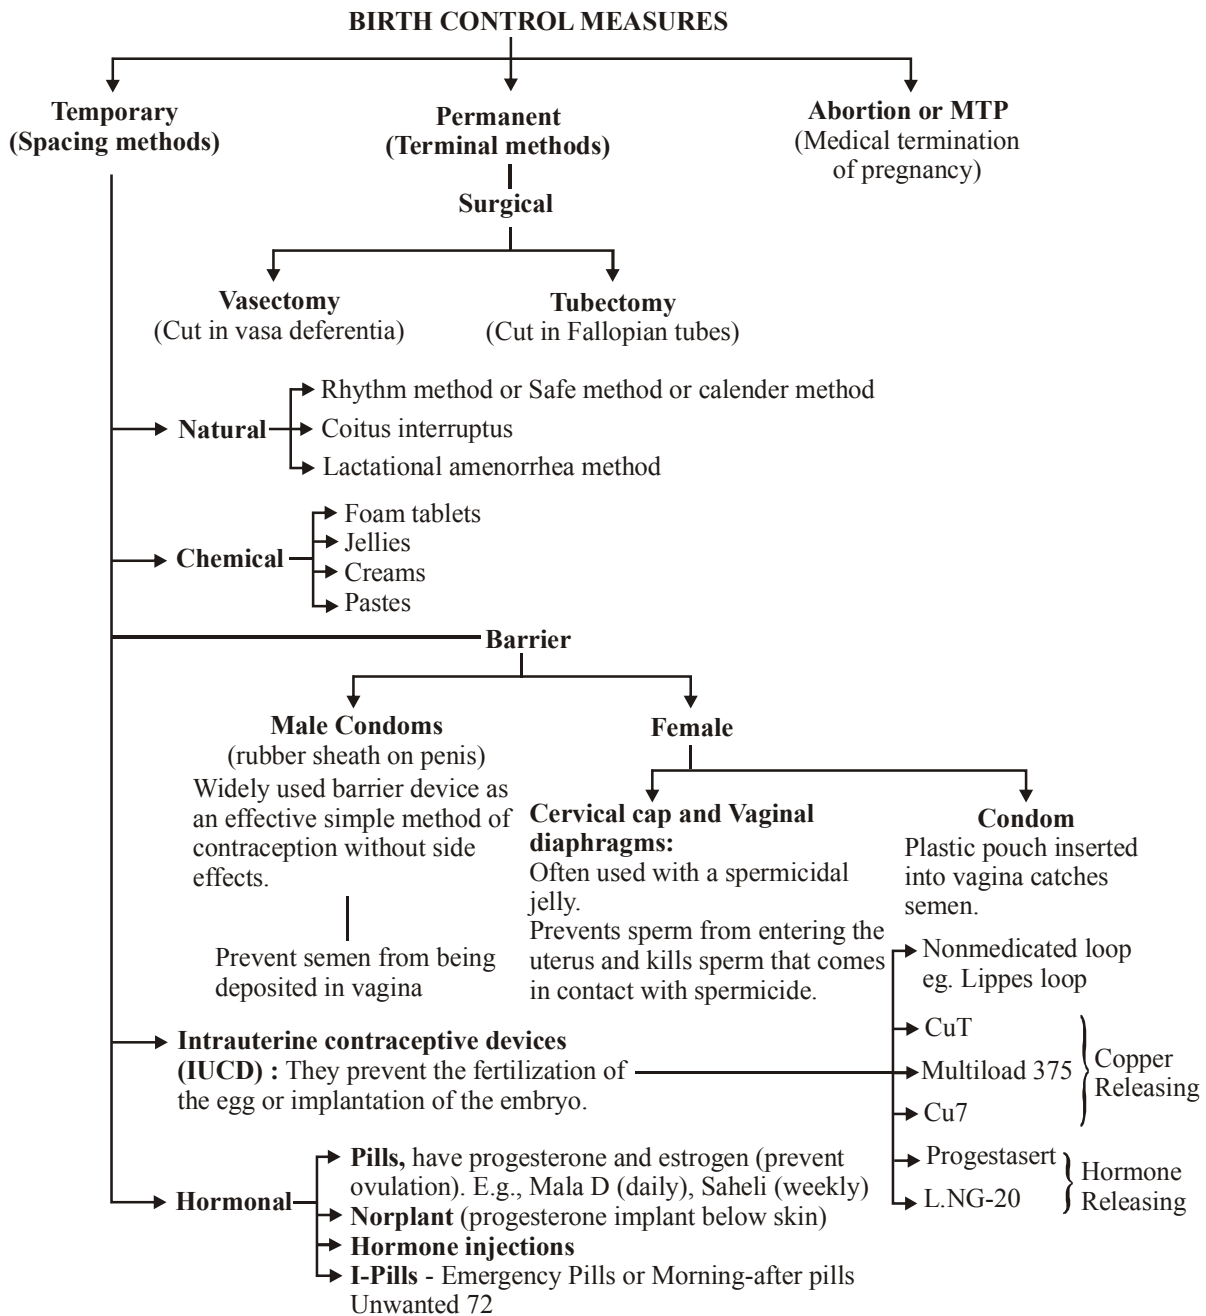 BIRTH CONTROL MEASURES
Temporary
(Spacing methods)
Permanent
(Terminal methods)
Abortion or MTP
(Medical termination
of pregnancy)
Surgical
Vasectomy
(Cut in vasa deferentia)
Tubectomy
(Cut in Fallopian tubes)
Natural
Rhythm method or Safe method or calender method
Coitus interruptus
Lactational amenorrhea method
Chemical
Foam tablets
Jellies
Creams
Pastes
Barrier
Male Condoms
(rubber sheath on penis)
Widely used barrier device as
an effective simple method of
contraception without side
effects.
Prevent semen from being
deposited in vagina
Female
Cervical cap and Vaginal
diaphragms:
Often used with a spermicidal
jelly.
Prevents sperm from entering the
uterus and kills sperm that comes
in contact with spermicide.
Condom
Plastic pouch inserted
into vagina catches
semen.
Intrauterine contraceptive devices
(IUCD) : They prevent the fertilization of
the egg or implantation of the embryo.
Nonmedicated loop
eg. Lippes loop
CuT
Multiload 375
Cu7
Copper
Releasing
Progestasert
L.NG-20
Hormone
Releasing
Hormonal
Pills, have progesterone and estrogen (prevent
ovulation). E.g., Mala D (daily), Saheli (weekly)
Norplant (progesterone implant below skin)
Hormone injections
I-Pills - Emergency Pills or Morning-after pills
Unwanted 72